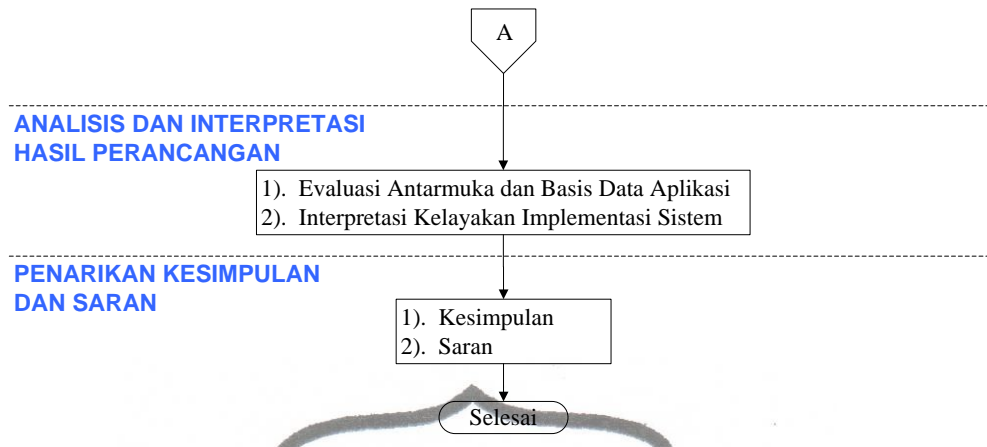 A
ANALISIS DAN INTERPRETASI
HASIL PERANCANGAN
1). Evaluasi Antarmuka dan Basis Data Aplikasi
2). Interpretasi Kelayakan Implementasi Sistem
PENARIKAN KESIMPULAN
DAN SARAN
1). Kesimpulan
2). Saran
Selesai